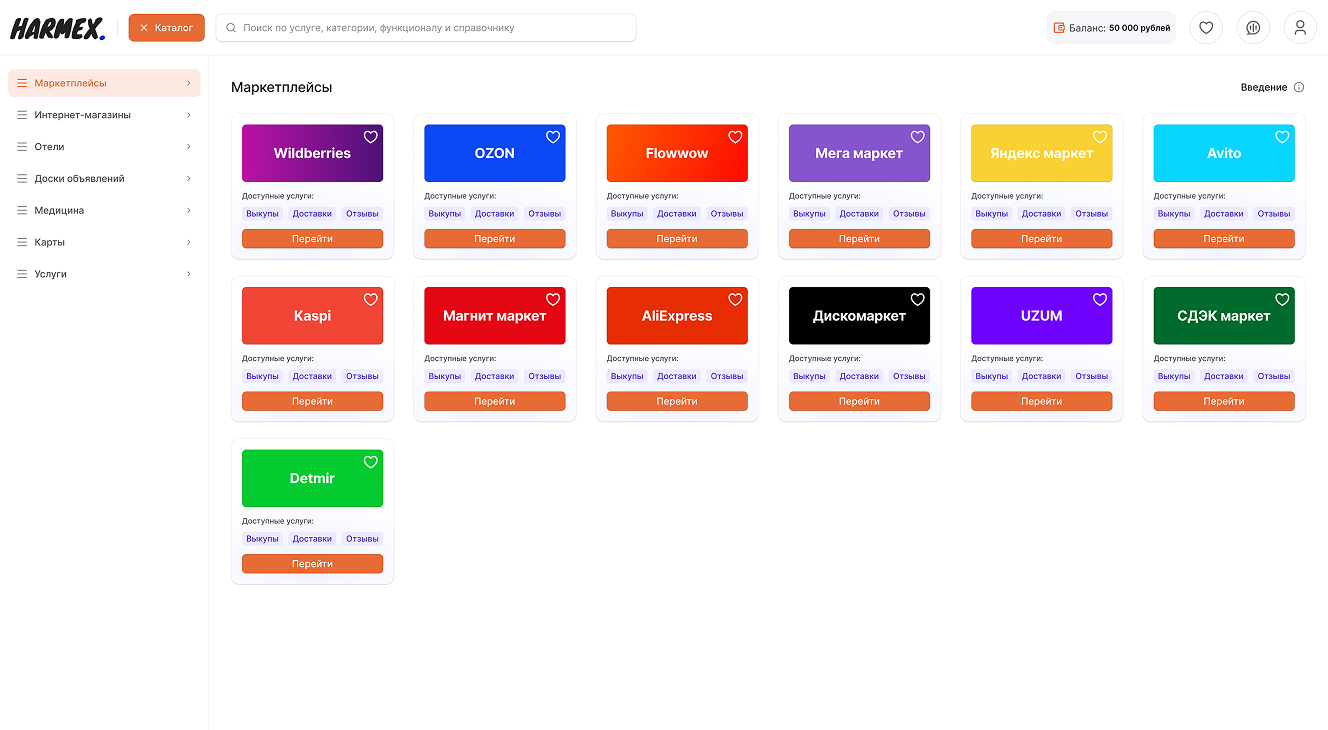 HARMEX.
Каталог
Поиск по услуге, категории, функционалу и справочнику
Баланс: 50 000 рублей
Маркетплейсы
Интернет-магазины
Отели
Доски объявлений
Медицина
Карты
Услуги
Маркетплейсы
Введение
Wildberries
Доступные услуги:
Выкупы Доставки Отзывы
Перейти
OZON
Доступные услуги:
Выкупы Доставки Отзывы
Перейти
Flowwow
Доступные услуги:
Выкупы Доставки Отзывы
Перейти
Мега маркет
Доступные услуги:
Выкупы Доставки Отзывы
Перейти
Яндекс маркет
Доступные услуги:
Выкупы Доставки Отзывы
Перейти
Avito
Доступные услуги:
Выкупы Доставки Отзывы
Перейти
Kaspi
Доступные услуги:
Выкупы Доставки Отзывы
Перейти
Магнит маркет
Доступные услуги:
Выкупы Доставки Отзывы
Перейти
AliExpress
Доступные услуги:
Выкупы Доставки Отзывы
Перейти
Дискомаркет
Доступные услуги:
Выкупы Доставки Отзывы
Перейти
UZUM
Доступные услуги:
Выкупы Доставки Отзывы
Перейти
СДЭК маркет
Доступные услуги:
Выкупы Доставки Отзывы
Перейти
Detmir
Доступные услуги:
Выкупы Доставки Отзывы
Перейти